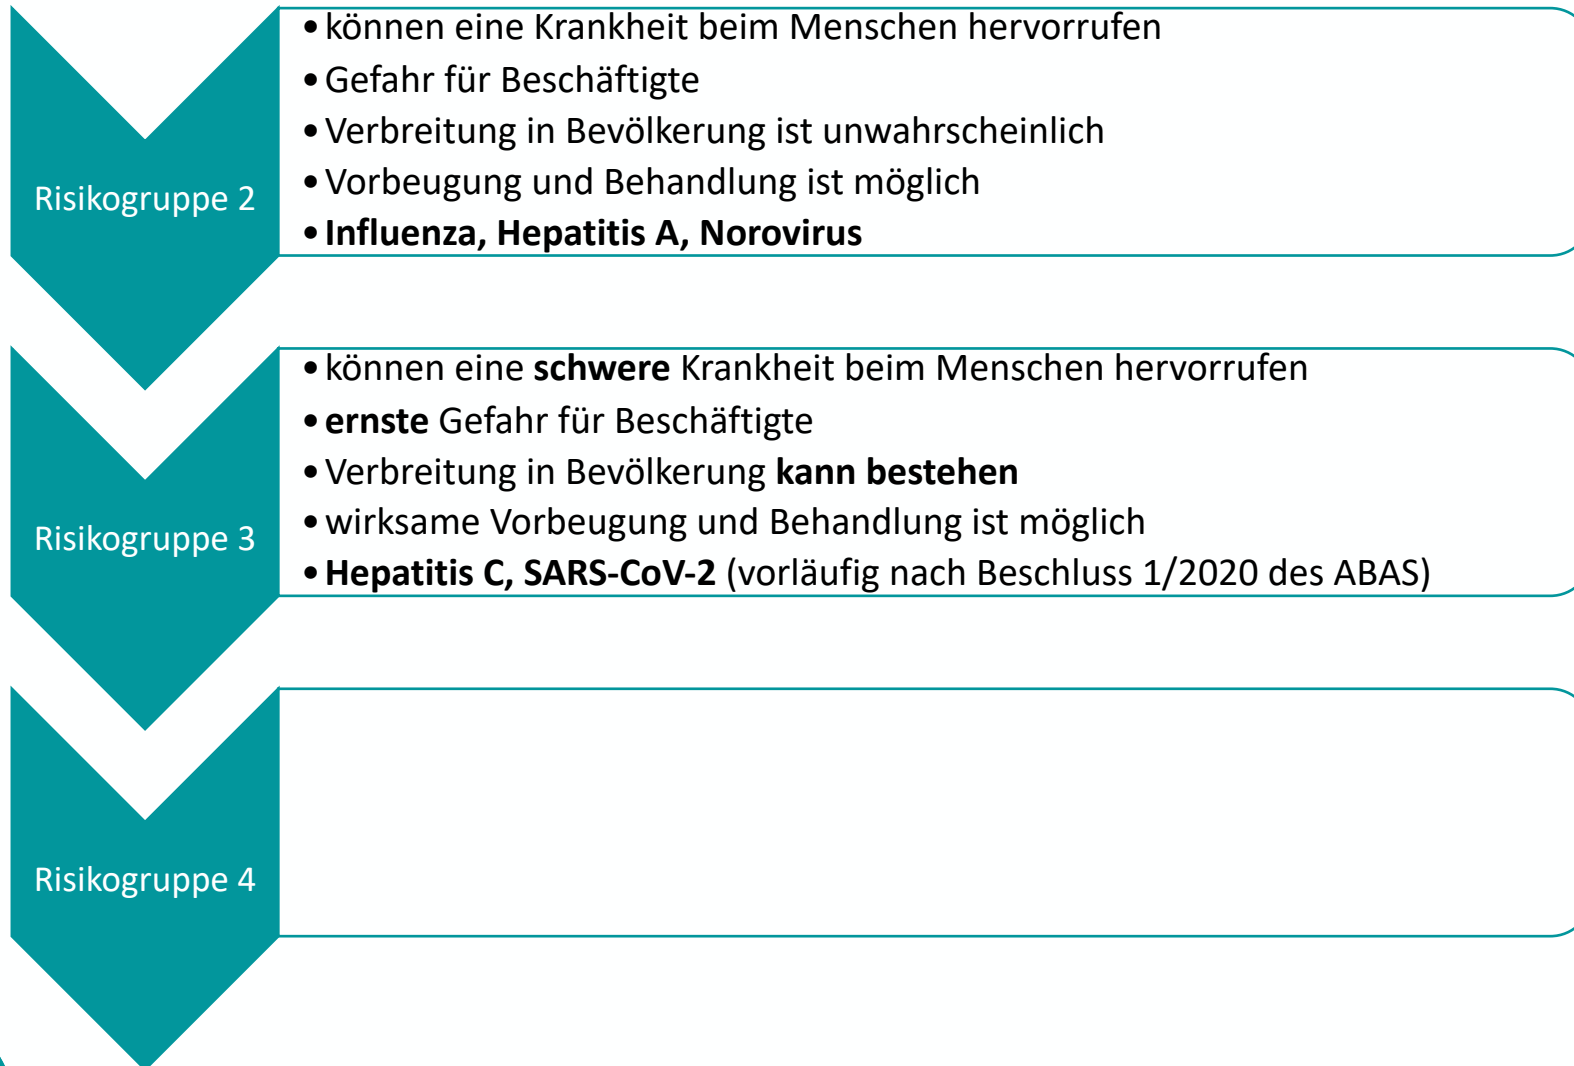 Risikogruppe 2
• können eine Krankheit beim Menschen hervorrufen
• Gefahr für Beschäftigte
• Verbreitung in Bevölkerung ist unwahrscheinlich
• Vorbeugung und Behandlung ist möglich
• Influenza, Hepatitis A, Norovirus
Risikogruppe 3
• können eine schwere Krankheit beim Menschen hervorrufen
• ernste Gefahr für Beschäftigte
• Verbreitung in Bevölkerung kann bestehen
• wirksame Vorbeugung und Behandlung ist möglich
• Hepatitis C, SARS-CoV-2 (vorläufig nach Beschluss 1/2020 des ABAS)
Risikogruppe 4